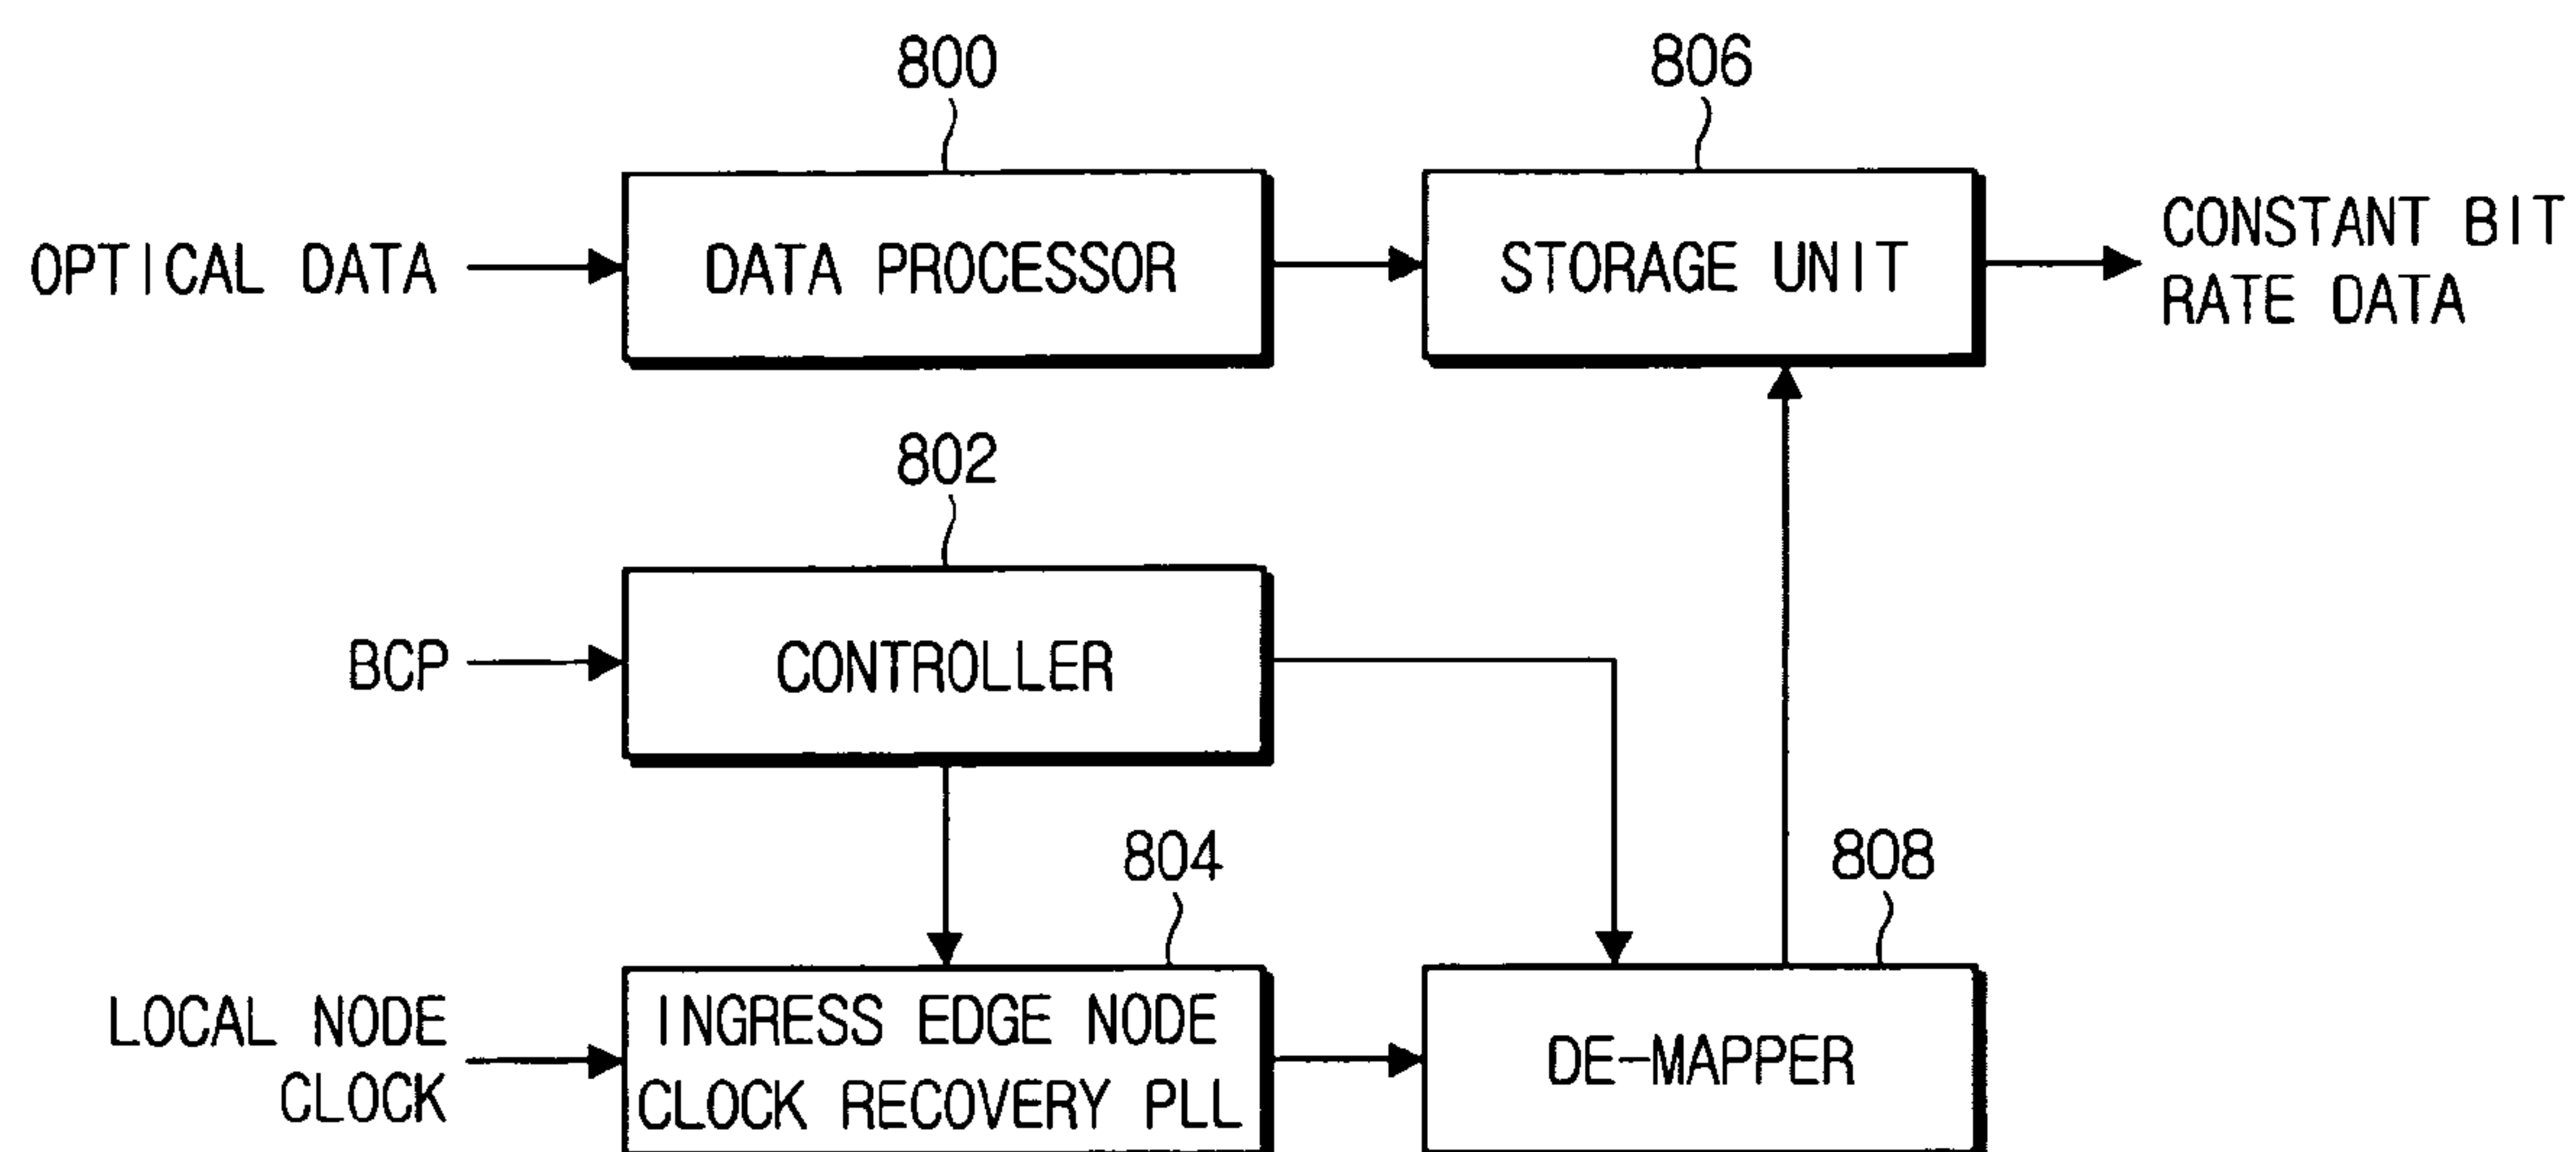 800
806
OPTICAL DATA
DATA PROCESSOR
STORAGE UNIT
CONSTANT BIT
RATE DATA
802
BCP
CONTROLLER
804
808
LOCAL NODE
CLOCK
INGRESS EDGE NODE
CLOCK RECOVERY PLL
DE-MAPPER